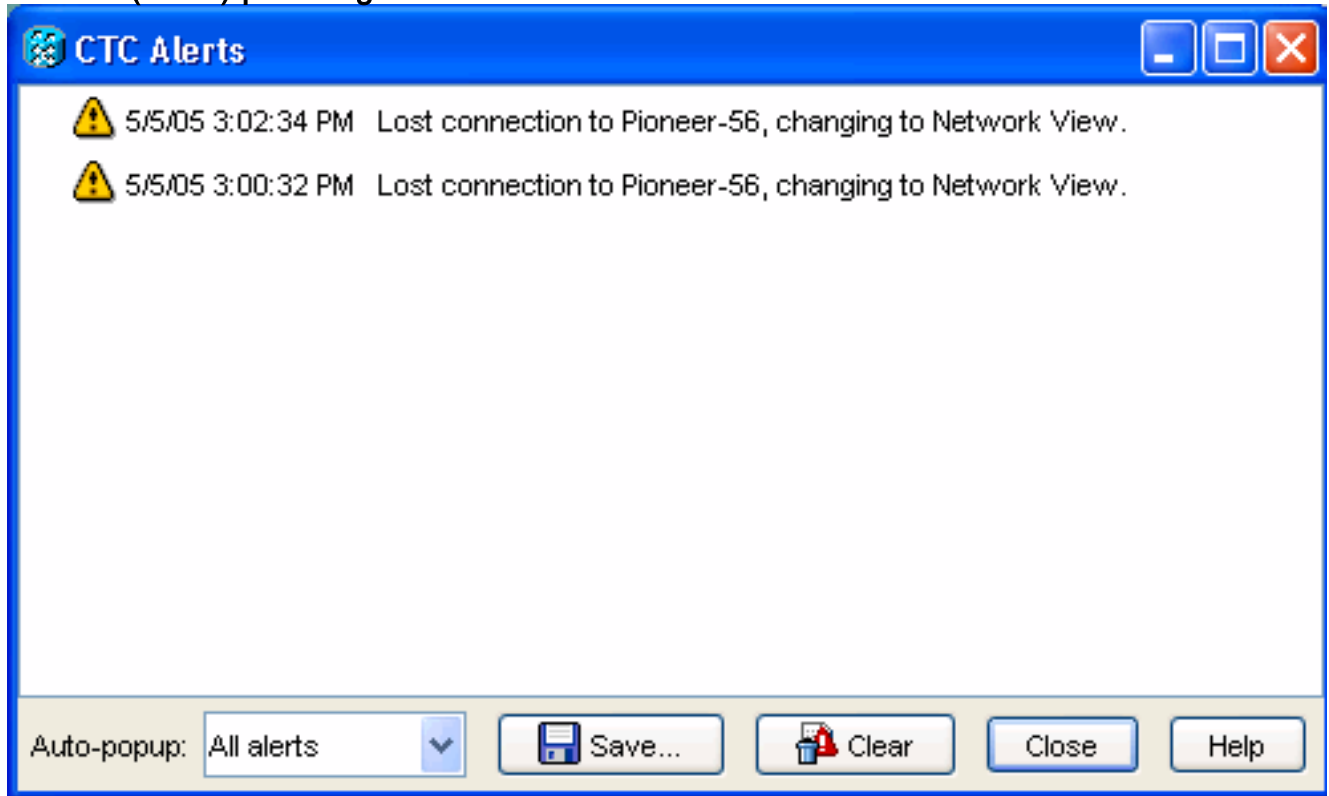 CTC Alerts
5/5/05 3:02:34 PM Lost connection to Pioneer-56, changing to Network View.
5/5/05 3:00:32 PM Lost connection to Pioneer-56, changing to Network View.
Auto-popup: All alerts Save... Clear Close Help